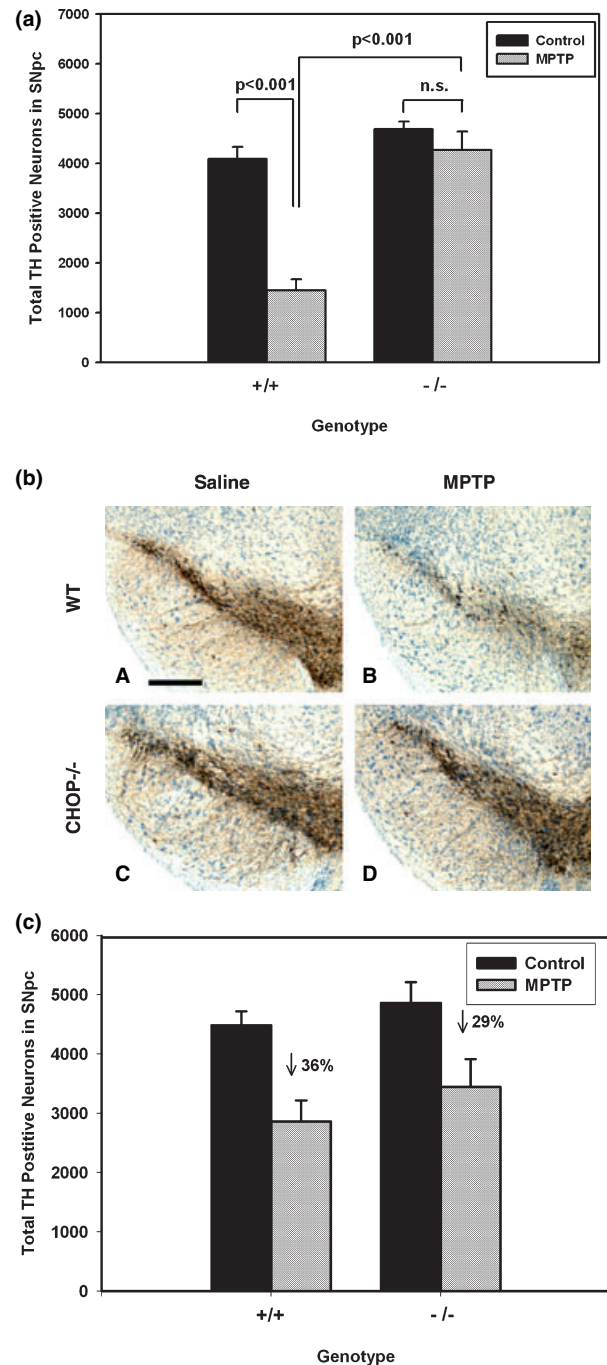 (a)
7000
6000
5000
4000
3000
2000
1000
0
Total TH Positive Neurons in SNpc
p<0.001
p<0.001
n.s.
Control
MPTP
+/+
- /-
Genotype
(b)
Saline
MPTP
WT
A
B
CHOP-/-
C
D
(c)
6000
5000
4000
3000
2000
1000
0
Total TH Postitive Neurons in SNpc
Control
MPTP
↓ 36%
↓ 29%
+/+
- /-
Genotype